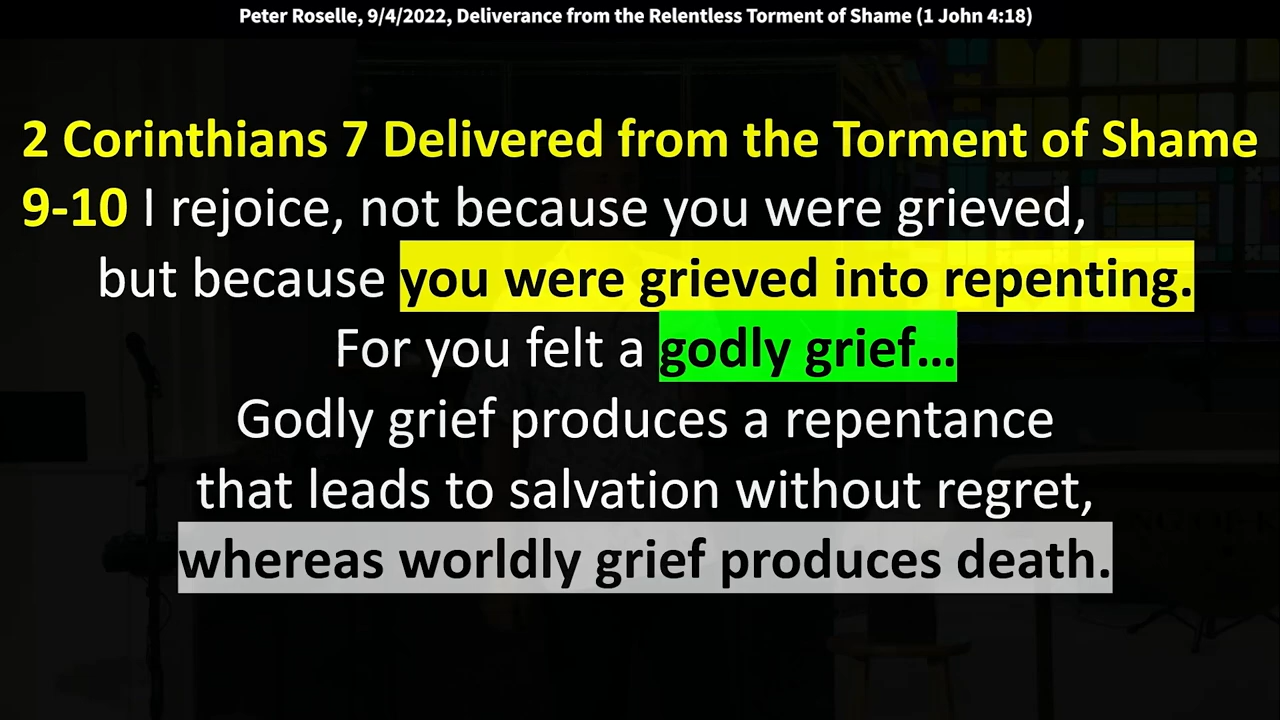 Peter Roselle, 9/4/2022, Deliverance from the Relentless Torment of Shame (1 John 4:18)
2 Corinthians 7 Delivered from the Torment of Shame
9-10 I rejoice, not because you were grieved,
but because you were grieved into repenting.
For you felt a godly grief...
Godly grief produces a repentance
that leads to salvation without regret,
whereas worldly grief produces death.